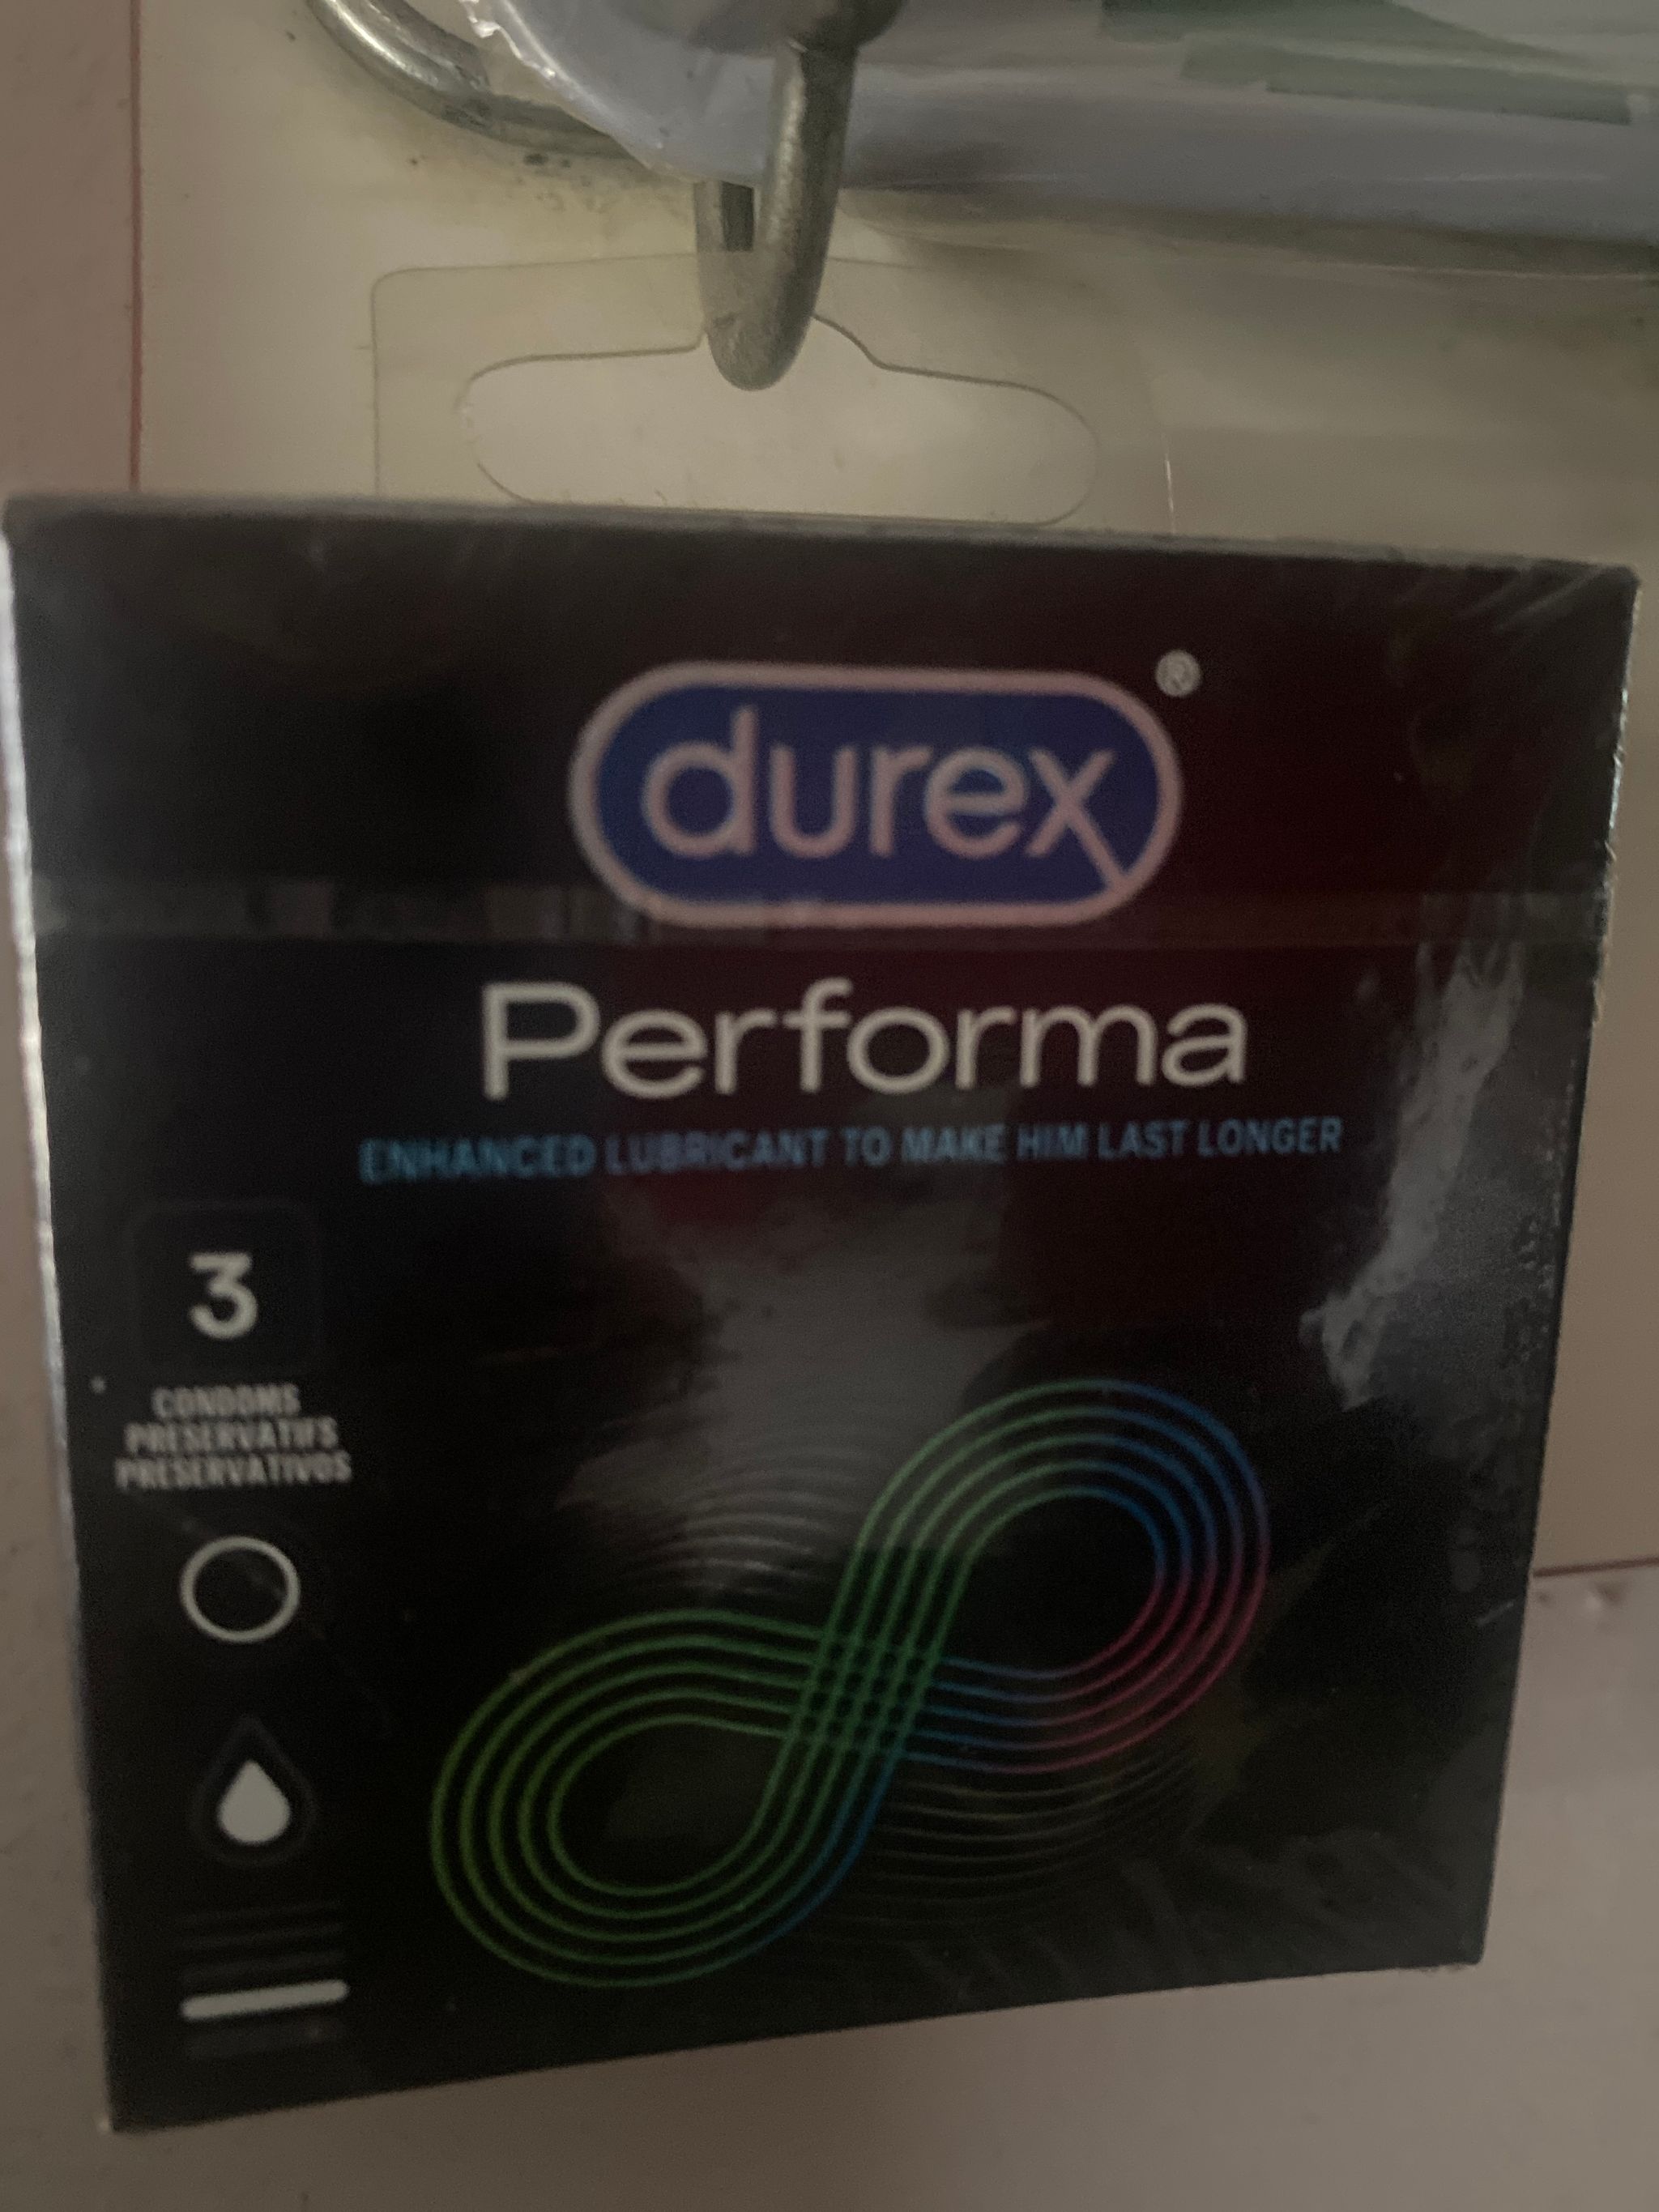 durex®
Performa
ENHANCED LUBRICANT TO MAKE HIM LAST LONGER
3
CONDOMS
PRESERVATIFS
PRESERVATIVOS